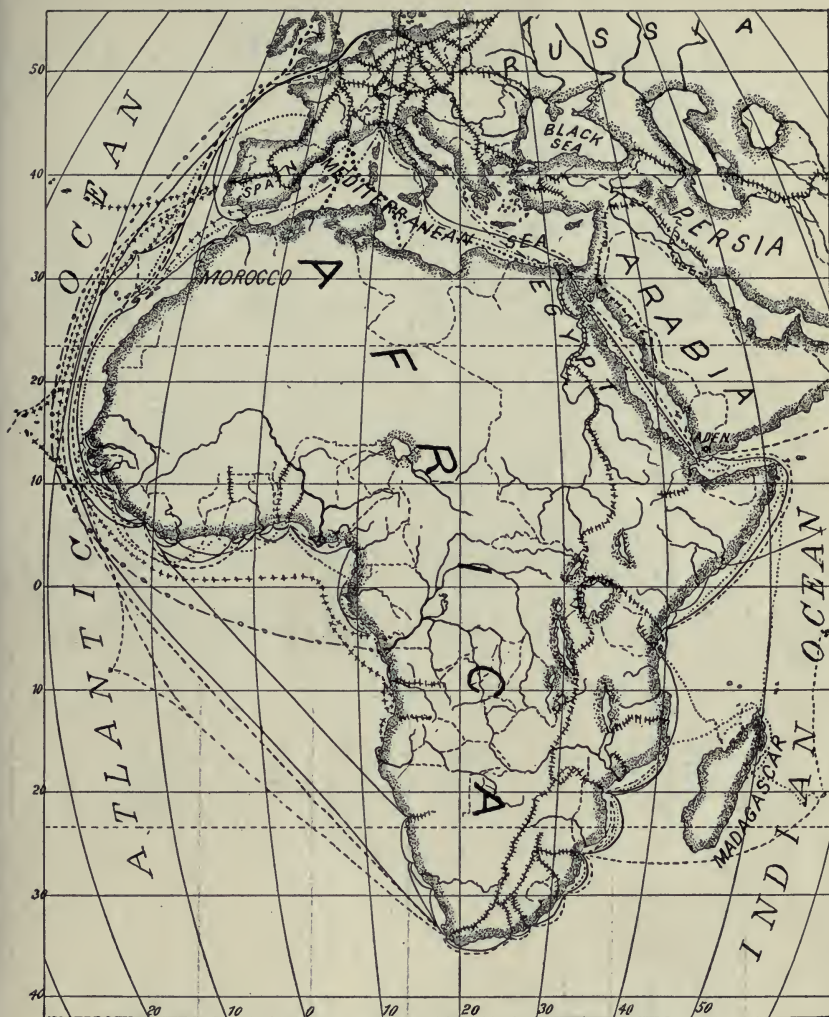 RUSSIA
50
OCEAN
BLACK
SEA
40
SPAIN
MEDITERRANEAN SEA
PERSIA
30
MOROCCO
AFRICA
EGYPT
ARABIA
20
ADEN
10
0
ATLANTIC
INDIAN OCEAN
10
MADAGASCAR
20
30
40
20 10 0 10 20 30 40 50